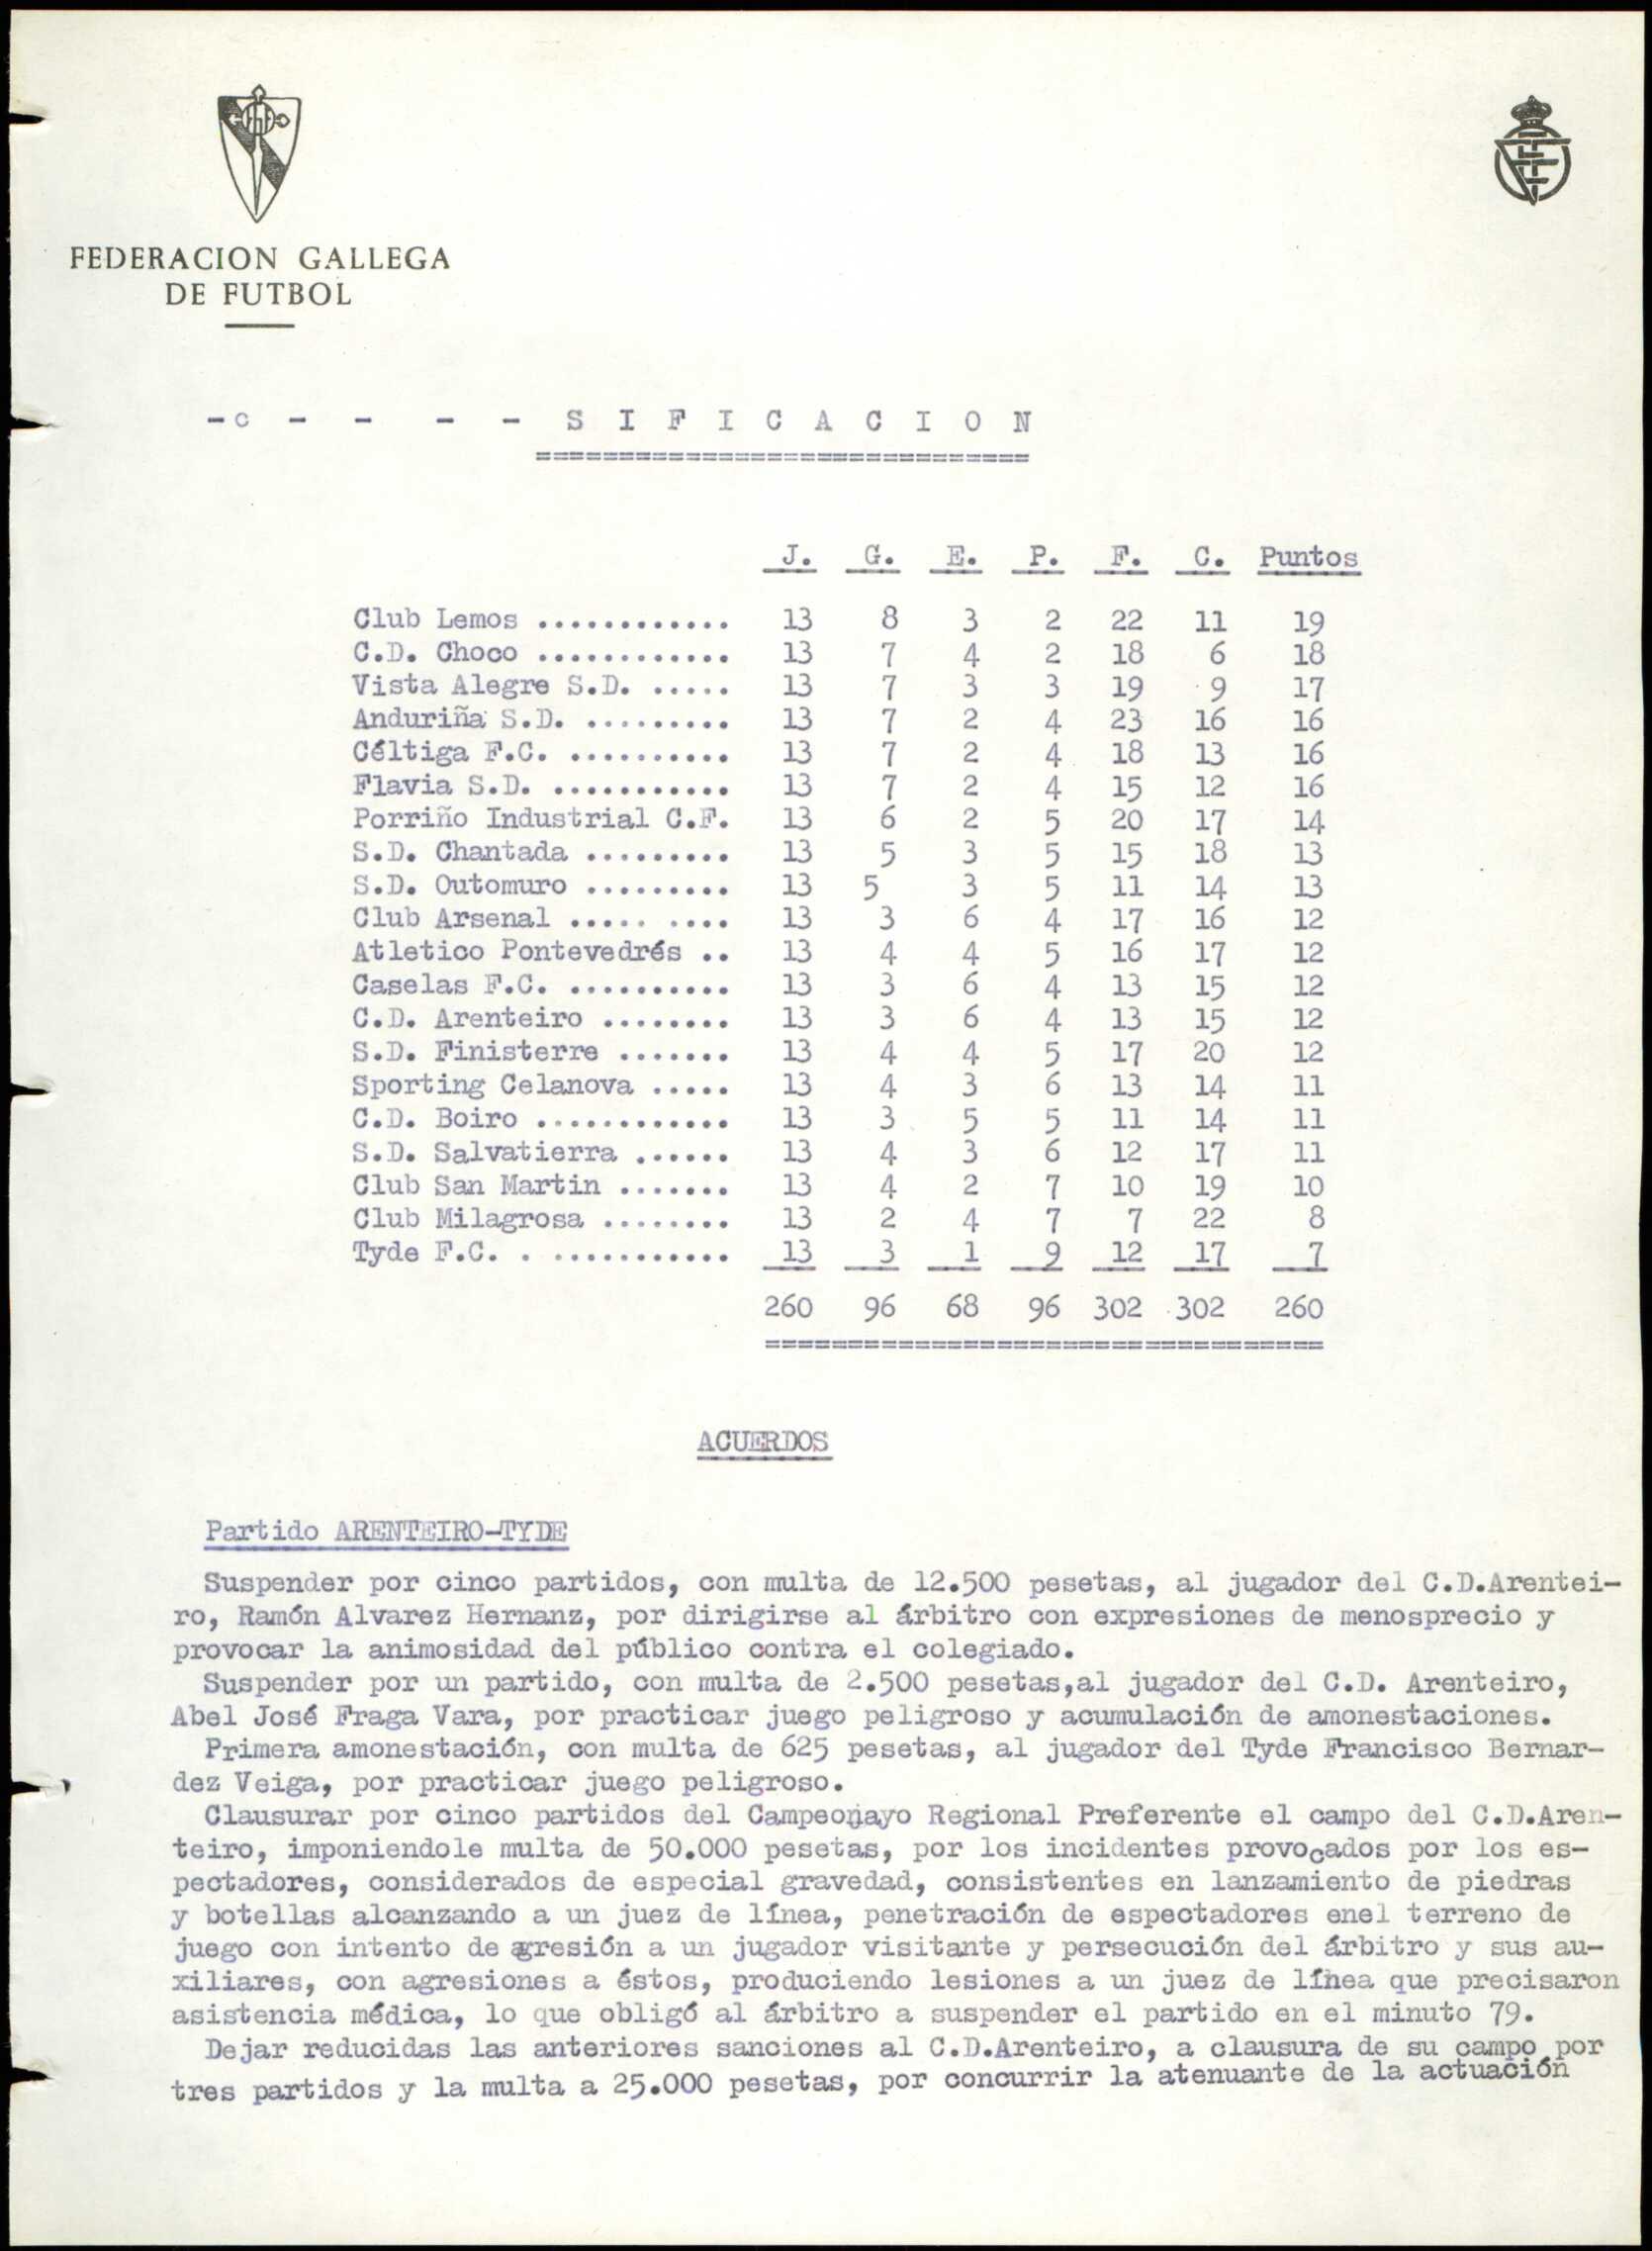 FEDERACION GALLEGA
DE FUTBOL
- c - - - - S I F I C A C I O N
==============================
J. G. E. P. F. C. Puntos
Club Lemos ............ 13 8 3 2 22 11 19
C.D. Choco ............ 13 7 4 2 18 6 18
Vista Alegre S.D. ..... 13 7 3 3 19 9 17
Anduriña S.D. ......... 13 7 2 4 23 16 16
Céltiga F.C. .......... 13 7 2 4 18 13 16
Flavia S.D. ........... 13 7 2 4 15 12 16
Porriño Industrial C.F. 13 6 2 5 20 17 14
S.D. Chantada ......... 13 5 3 5 15 18 13
S.D. Outomuro ......... 13 5 3 5 11 14 13
Club Arsenal ..... .... 13 3 6 4 17 16 12
Atletico Pontevedrés .. 13 4 4 5 16 17 12
Caselas F.C. .......... 13 3 6 4 13 15 12
C.D. Arenteiro ........ 13 3 6 4 13 15 12
S.D. Finisterre ....... 13 4 4 5 17 20 12
Sporting Celanova ..... 13 4 3 6 13 14 11
C.D. Boiro ............ 13 3 5 5 11 14 11
S.D. Salvatierra ...... 13 4 3 6 12 17 11
Club San Martin ....... 13 4 2 7 10 19 10
Club Milagrosa ........ 13 2 4 7 7 22 8
Tyde F.C. . ........... 13 3 1 9 12 17 7
260 96 68 96 302 302 260
==================================
ACUERDOS
Partido ARENTEIRO-TYDE
Suspender por cinco partidos, con multa de 12.500 pesetas, al jugador del C.D.Arentei-
ro, Ramón Alvarez Hernanz, por dirigirse al árbitro con expresiones de menosprecio y
provocar la animosidad del público contra el colegiado.
Suspender por un partido, con multa de 2.500 pesetas,al jugador del C.D. Arenteiro,
Abel José Fraga Vara, por practicar juego peligroso y acumulación de amonestaciones.
Primera amonestación, con multa de 625 pesetas, al jugador del Tyde Francisco Bernar-
dez Veiga, por practicar juego peligroso.
Clausurar por cinco partidos del Campeonayo Regional Preferente el campo del C.D.Aren-
teiro, imponiendole multa de 50.000 pesetas, por los incidentes provocados por los es-
pectadores, considerados de especial gravedad, consistentes en lanzamiento de piedras
y botellas alcanzando a un juez de línea, penetración de espectadores enel terreno de
juego con intento de agresión a un jugador visitante y persecución del árbitro y sus au-
xiliares, con agresiones a éstos, produciendo lesiones a un juez de línea que precisaron
asistencia médica, lo que obligó al árbitro a suspender el partido en el minuto 79.
Dejar reducidas las anteriores sanciones al C.D.Arenteiro, a clausura de su campo por
tres partidos y la multa a 25.000 pesetas, por concurrir la atenuante de la actuación